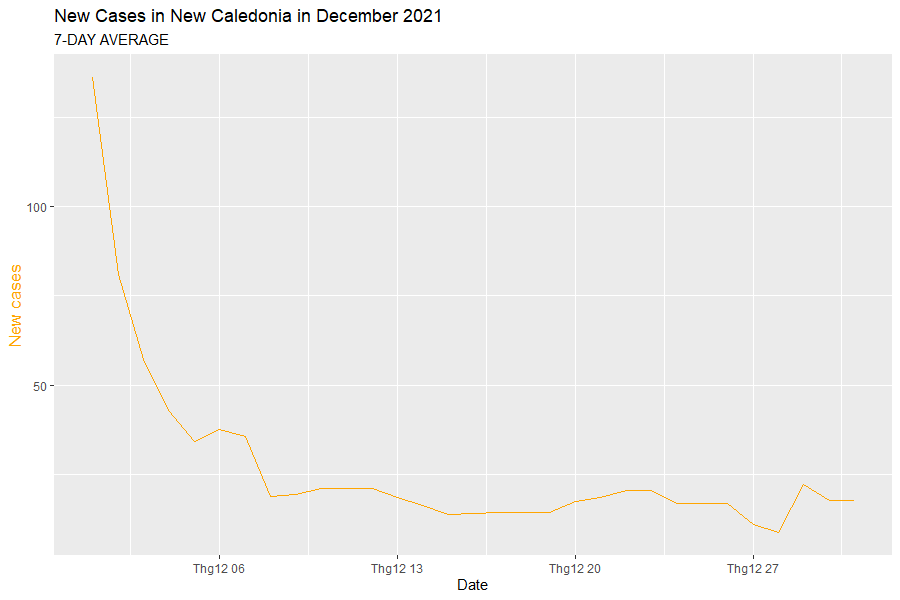 New Cases in New Caledonia in December 2021
7-DAY AVERAGE
New cases
100
50
Thg12 06
Thg12 13
Thg12 20
Thg12 27
Date